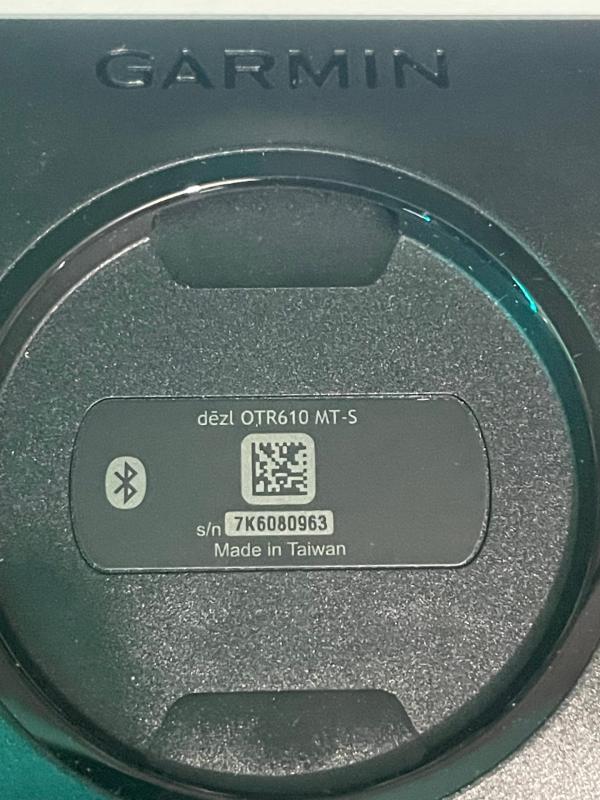 GARMIN
dēzl OTR610 MT-S
s/n 7K6080963
Made in Taiwan